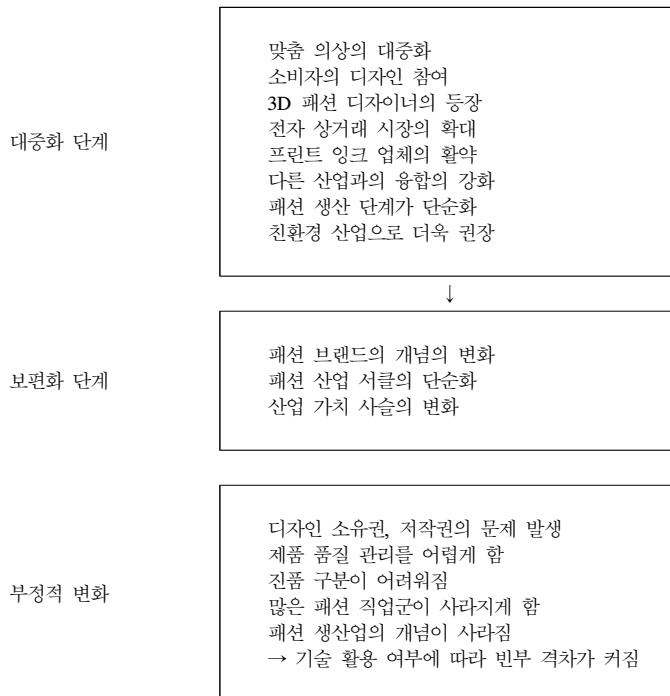 대중화 단계
맞춤 의상의 대중화
소비자의 디자인 참여
3D 패션 디자이너의 등장
전자 상거래 시장의 확대
프린트 잉크 업체의 활약
다른 산업과의 융합의 강화
패션 생산 단계가 단순화
친환경 산업으로 더욱 권장
↓
보편화 단계
패션 브랜드의 개념의 변화
패션 산업 서클의 단순화
산업 가치 사슬의 변화
부정적 변화
디자인 소유권, 저작권의 문제 발생
제품 품질 관리를 어렵게 함
진품 구분이 어려워짐
많은 패션 직업군이 사라지게 함
패션 생산업의 개념이 사라짐
→ 기술 활용 여부에 따라 빈부 격차가 커짐